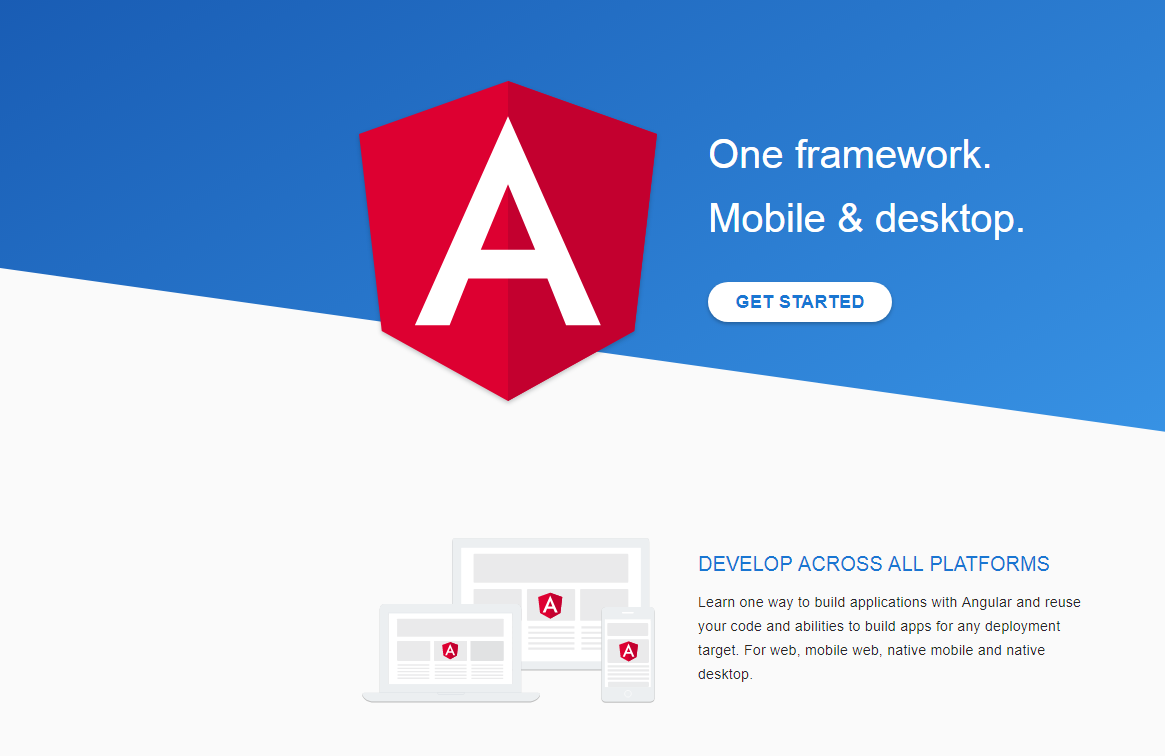 A
One framework.
Mobile & desktop.
GET STARTED
A
A
A
DEVELOP ACROSS ALL PLATFORMS
Learn one way to build applications with Angular and reuse
your code and abilities to build apps for any deployment
target. For web, mobile web, native mobile and native
desktop.